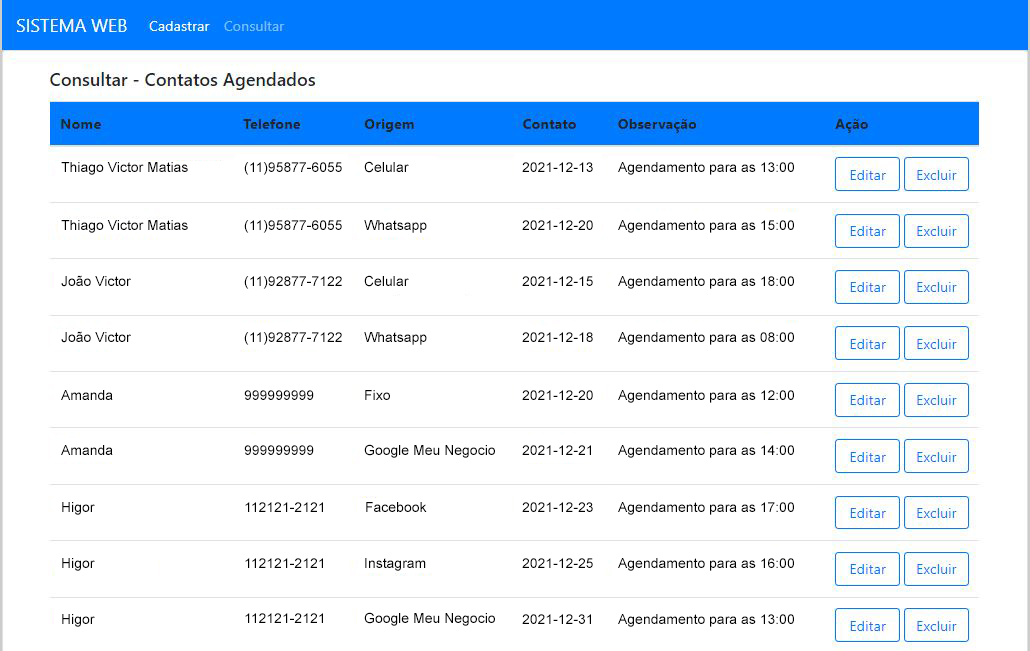 SISTEMA WEB Cadastrar Consultar
Consultar - Contatos Agendados
Nome Telefone Origem Contato Observação Ação
Thiago Victor Matias (11)95877-6055 Celular 2021-12-13 Agendamento para as 13:00 Editar Excluir
Thiago Victor Matias (11)95877-6055 Whatsapp 2021-12-20 Agendamento para as 15:00 Editar Excluir
João Victor (11)92877-7122 Celular 2021-12-15 Agendamento para as 18:00 Editar Excluir
João Victor (11)92877-7122 Whatsapp 2021-12-18 Agendamento para as 08:00 Editar Excluir
Amanda 999999999 Fixo 2021-12-20 Agendamento para as 12:00 Editar Excluir
Amanda 999999999 Google Meu Negocio 2021-12-21 Agendamento para as 14:00 Editar Excluir
Higor 112121-2121 Facebook 2021-12-23 Agendamento para as 17:00 Editar Excluir
Higor 112121-2121 Instagram 2021-12-25 Agendamento para as 16:00 Editar Excluir
Higor 112121-2121 Google Meu Negocio 2021-12-31 Agendamento para as 13:00 Editar Excluir